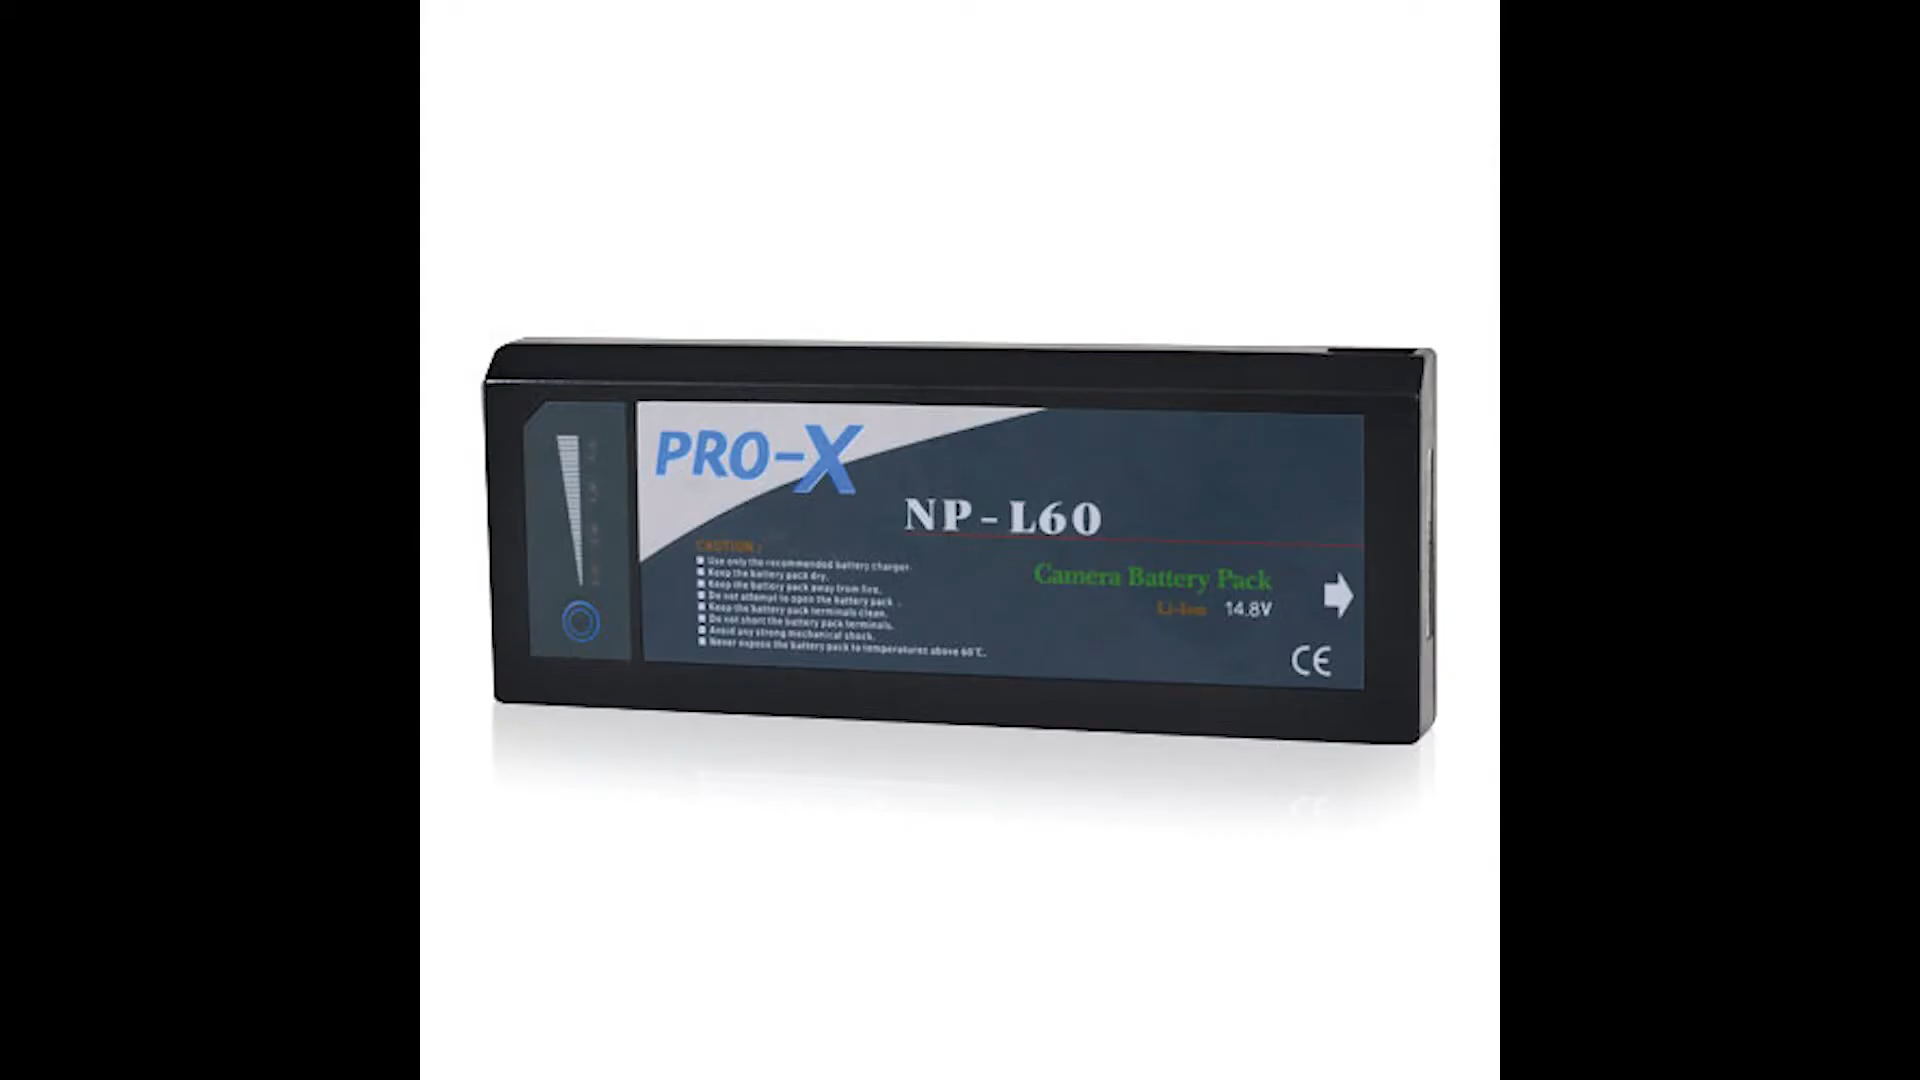 PRO-X
NP-L60
CAUTION:
Use only the recommended battery charger.
Keep the battery pack dry.
Keep the battery pack away from fire.
Do not attempt to open the battery pack.
Keep the battery pack terminals clean.
Do not short the battery pack terminals.
Avoid any strong mechanical shock.
Never expose the battery pack to temperatures above 60℃.
Camera Battery Pack
Li-Ion 14.8V
CE